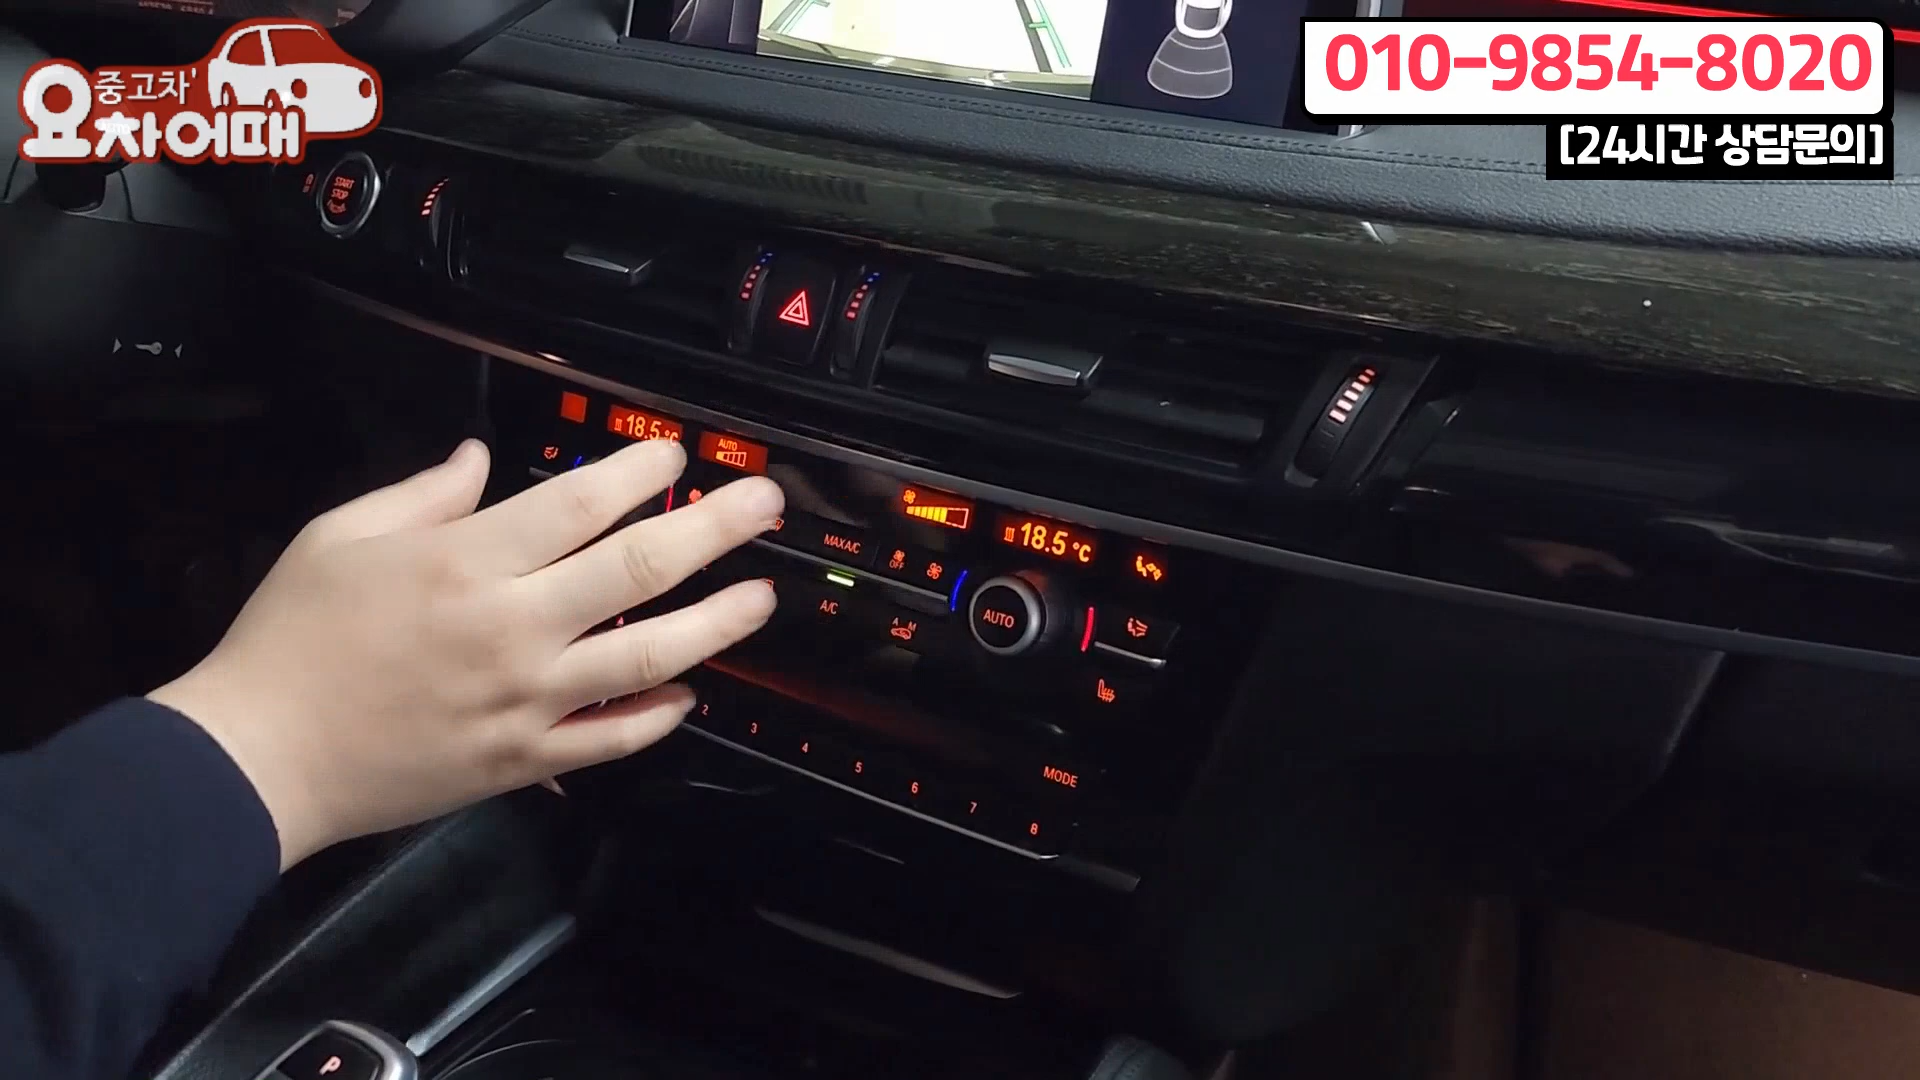 중고차'
요차어때
010-9854-8020
[24시간 상담문의]
START
STOP
18.5 °C
AUTO
18.5 °C
MAX A/C
OFF
A/C
A M
AUTO
2 3 4 5 6 7 8
MODE
P